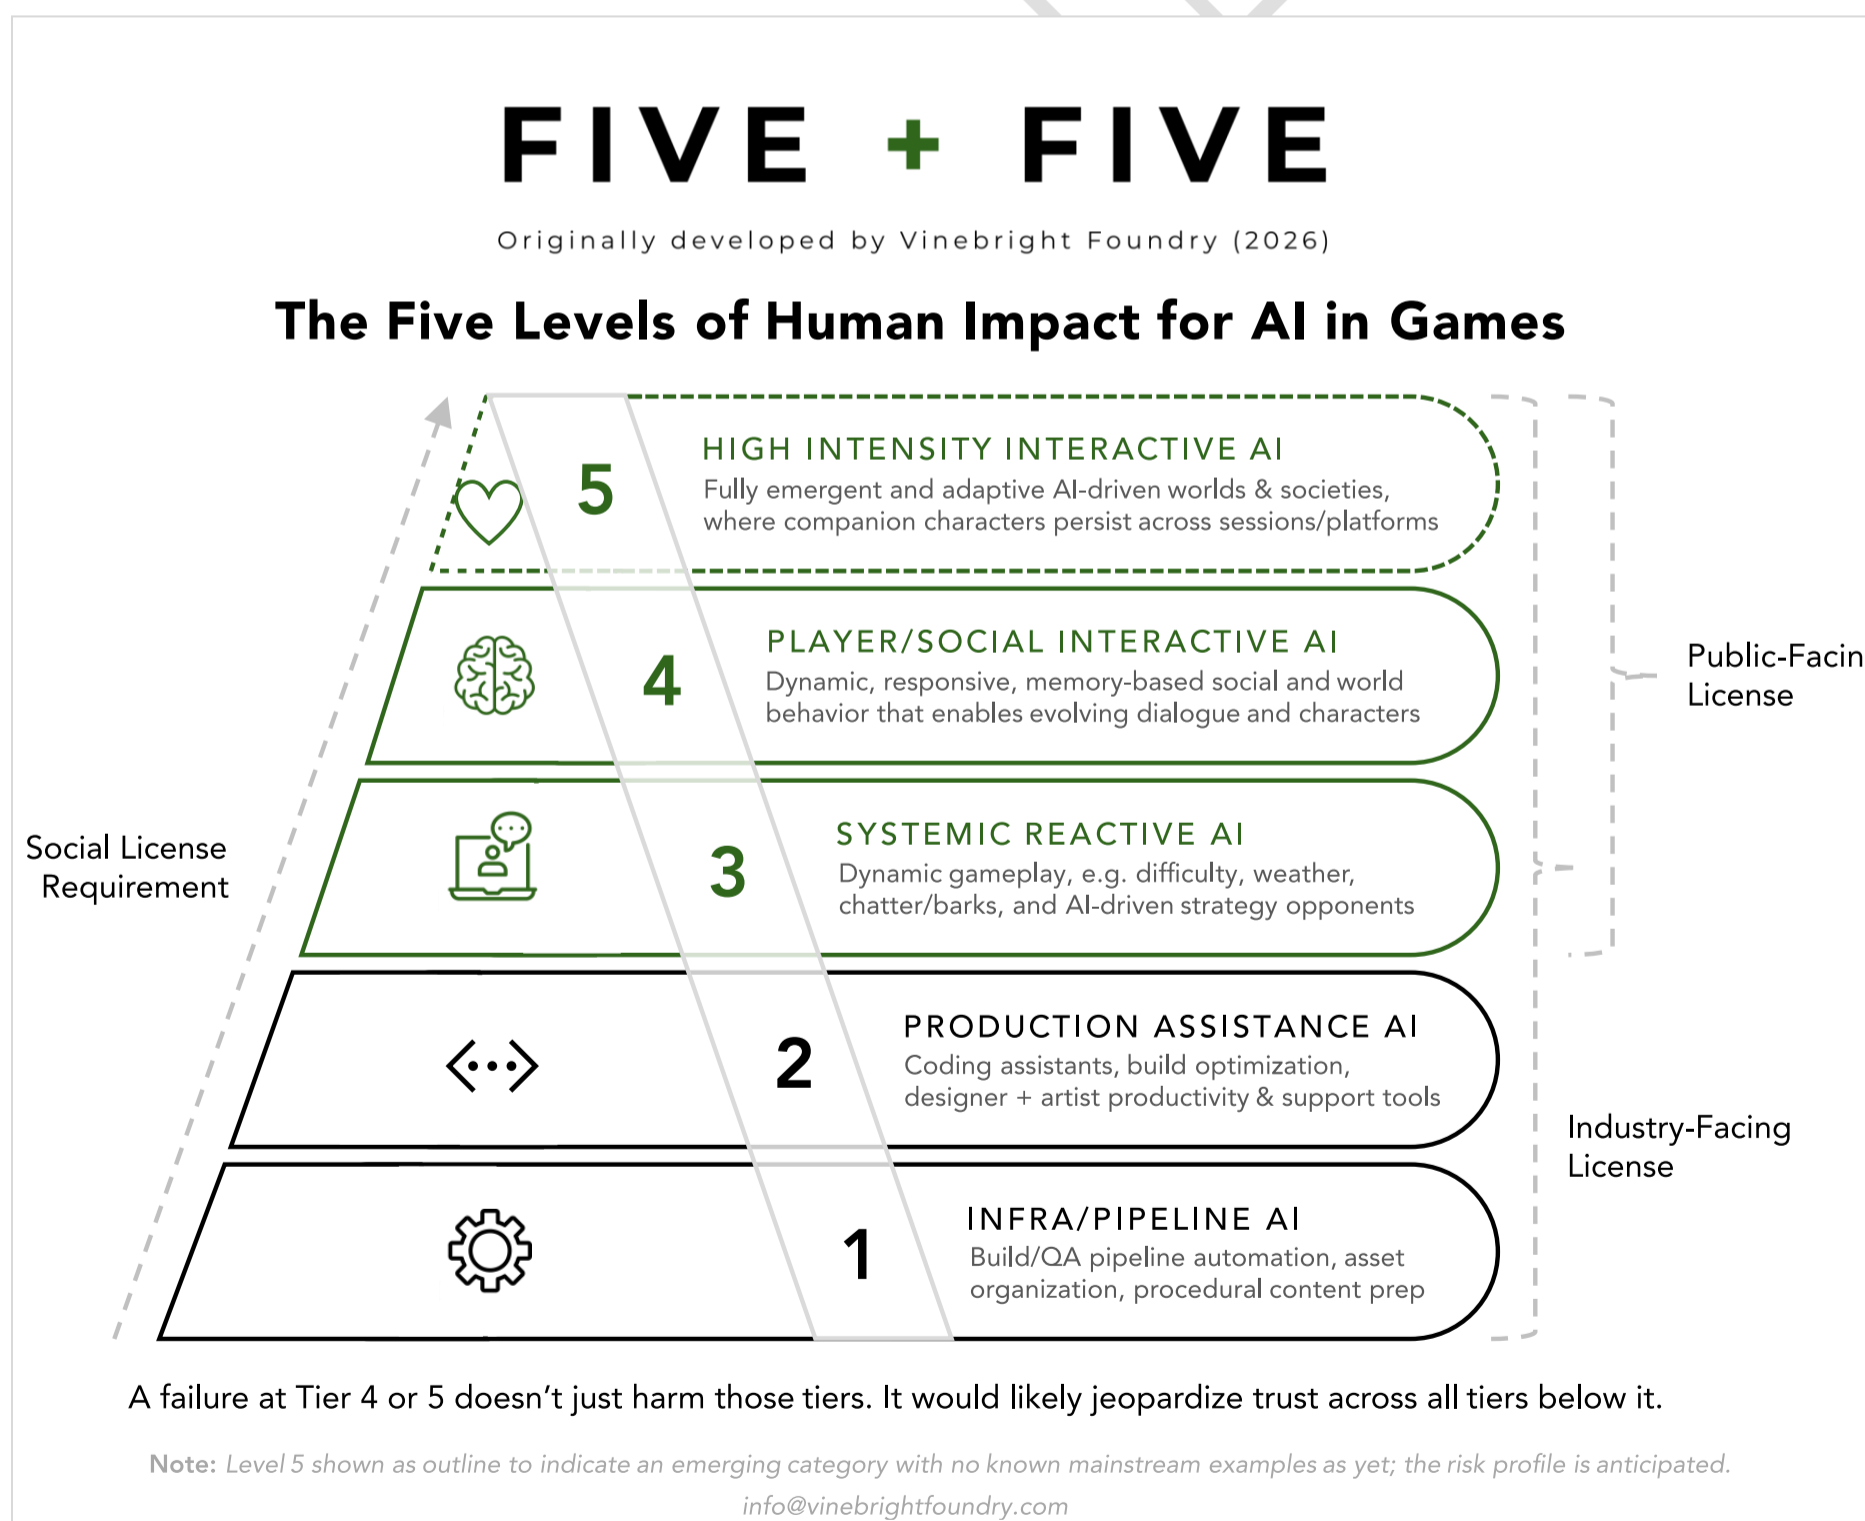 FIVE + FIVE
Originally developed by Vinebright Foundry (2026)
The Five Levels of Human Impact for AI in Games
5
HIGH INTENSITY INTERACTIVE AI
Fully emergent and adaptive AI-driven worlds & societies,
where companion characters persist across sessions/platforms
4
PLAYER/SOCIAL INTERACTIVE AI
Dynamic, responsive, memory-based social and world
behavior that enables evolving dialogue and characters
Public-Facin
License
3
SYSTEMIC REACTIVE AI
Dynamic gameplay, e.g. difficulty, weather,
chatter/barks, and AI-driven strategy opponents
Social License
Requirement
2
PRODUCTION ASSISTANCE AI
Coding assistants, build optimization,
designer + artist productivity & support tools
Industry-Facing
License
1
INFRA/PIPELINE AI
Build/QA pipeline automation, asset
organization, procedural content prep
A failure at Tier 4 or 5 doesn't just harm those tiers. It would likely jeopardize trust across all tiers below it.
Note: Level 5 shown as outline to indicate an emerging category with no known mainstream examples as yet; the risk profile is anticipated.
info@vinebrightfoundry.com